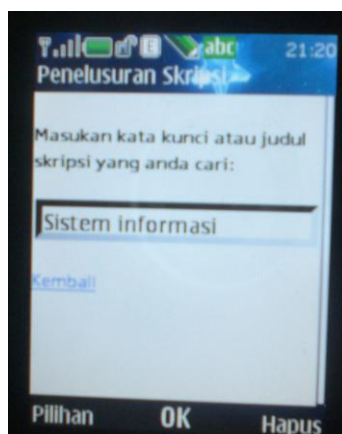 abc 21:20
Penelusuran Skripsi
Masukan kata kunci atau judul
skripsi yang anda cari:
Sistem informasi
Kembali
Pilihan OK Hapus